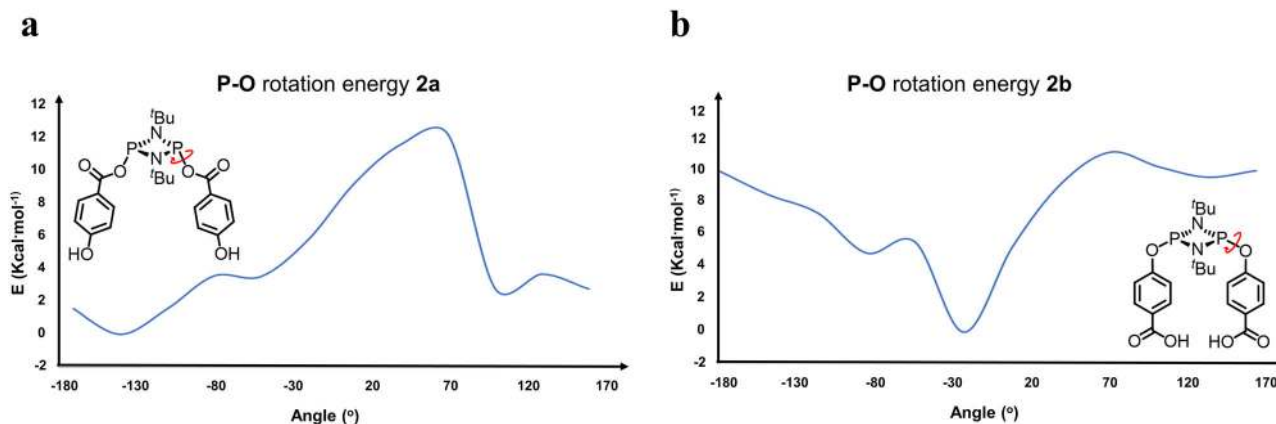 a
P-O rotation energy 2a
E (Kcal·mol⁻¹)
12
12
10
8
6
4
2
0
-2
-180 -130 -80 -30 20 70 120 170
Angle (º)
ᵗBu
N
P P
N
O O
ᵗBu
O O
HO OH
b
P-O rotation energy 2b
E (Kcal·mol⁻¹)
12
12
10
8
6
4
2
0
-2
-180 -130 -80 -30 20 70 120 170
Angle (º)
ᵗBu
N
P P
N
O O
ᵗBu
OH HO
O O